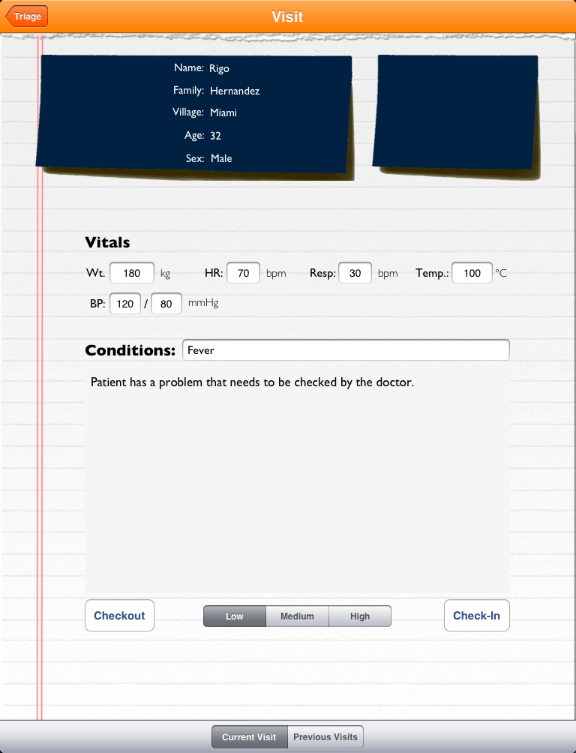 Triage
Visit
Name: Rigo
Family: Hernandez
Village: Miami
Age: 32
Sex: Male
Vitals
Wt. 180 kg HR: 70 bpm Resp: 30 bpm Temp.: 100 °C
BP: 120 / 80 mmHg
Conditions: Fever
Patient has a problem that needs to be checked by the doctor.
Checkout Low Medium High Check-In
Current Visit Previous Visits